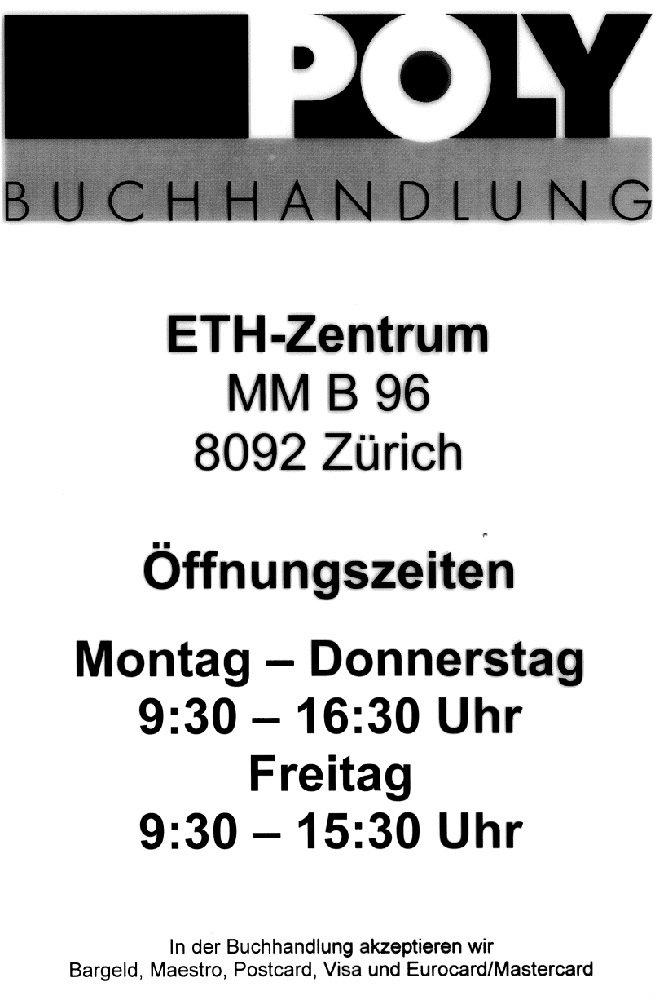 POLY
BUCHHANDLUNG
ETH-Zentrum
MM B 96
8092 Zürich
Öffnungszeiten
Montag – Donnerstag
9:30 – 16:30 Uhr
Freitag
9:30 – 15:30 Uhr
In der Buchhandlung akzeptieren wir
Bargeld, Maestro, Postcard, Visa und Eurocard/Mastercard